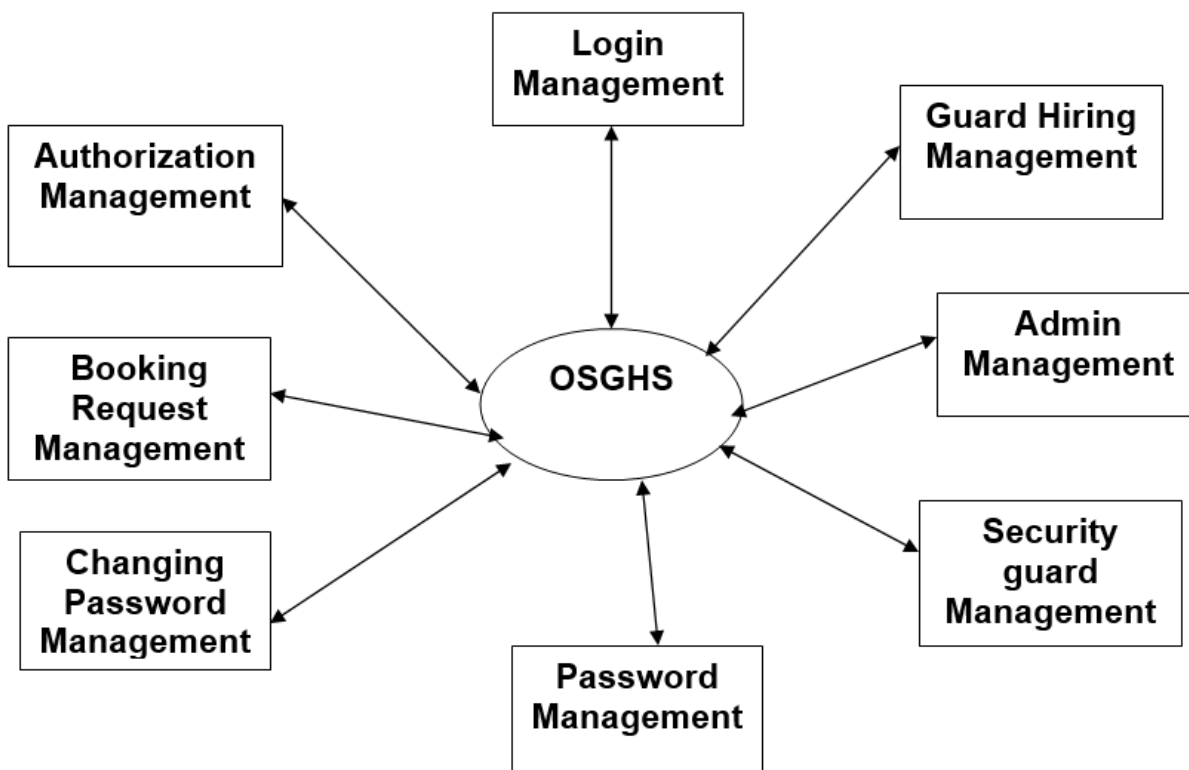 Login
Management
Guard Hiring
Management
Authorization
Management
Admin
Management
Booking
Request
Management
OSGHS
Security
guard
Management
Changing
Password
Management
Password
Management